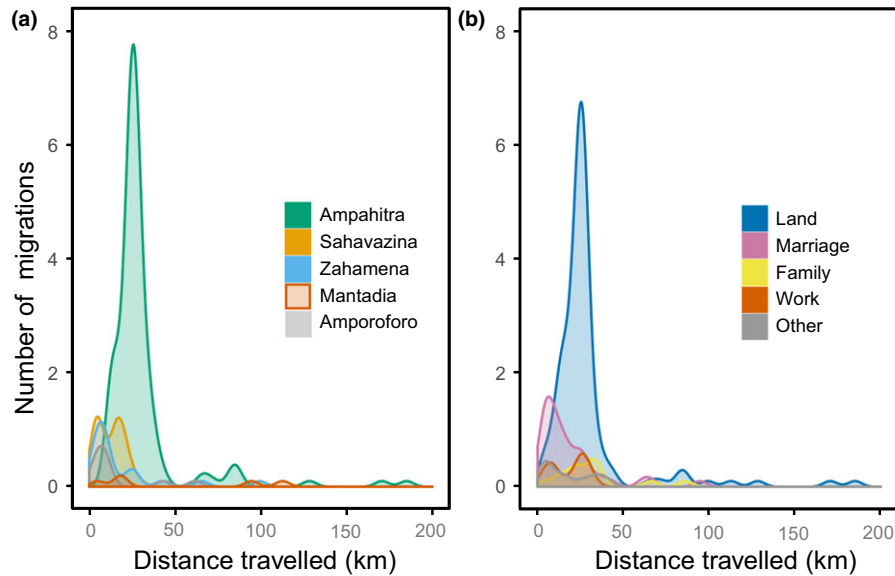 (a)
8
6
4
2
0
Number of migrations
Ampahitra
Sahavazina
Zahamena
Mantadia
Amporoforo
0 50 100 150 200
Distance travelled (km)
(b)
8
6
4
2
0
Land
Marriage
Family
Work
Other
0 50 100 150 200
Distance travelled (km)